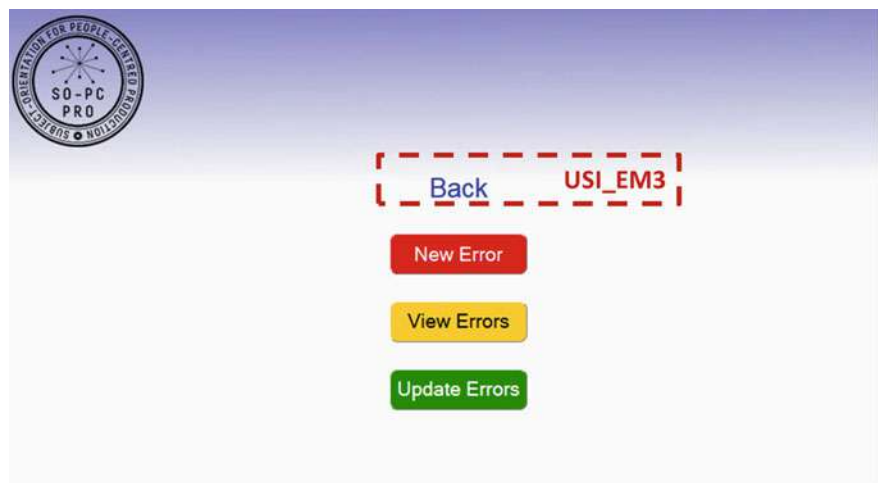 SUBJECT-ORIENTATION FOR PEOPLE-CENTRED PRODUCTION
SO-PC
PRO
Back
USI_EM3
New Error
View Errors
Update Errors